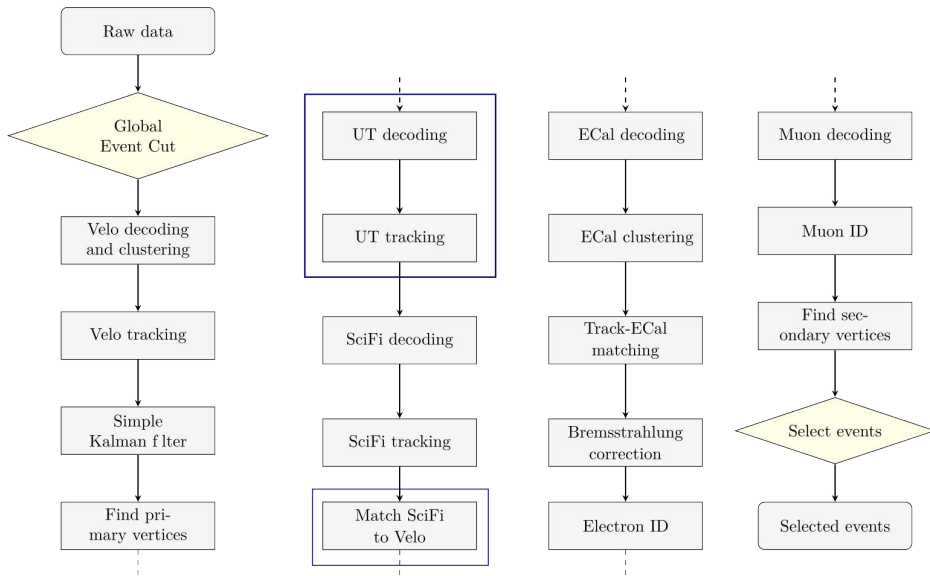 Raw data
Global
Event Cut
Velo decoding
and clustering
Velo tracking
Simple
Kalman f lter
Find pri-
mary vertices
UT decoding
UT tracking
SciFi decoding
SciFi tracking
Match SciFi
to Velo
ECal decoding
ECal clustering
Track-ECal
matching
Bremsstrahlung
correction
Electron ID
Muon decoding
Muon ID
Find sec-
ondary vertices
Select events
Selected events